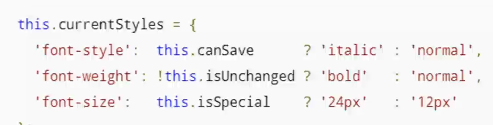 this.currentStyles = {
'font-style': this.canSave ? 'italic' : 'normal',
'font-weight': !this.isUnchanged ? 'bold' : 'normal',
'font-size': this.isSpecial ? '24px' : '12px'